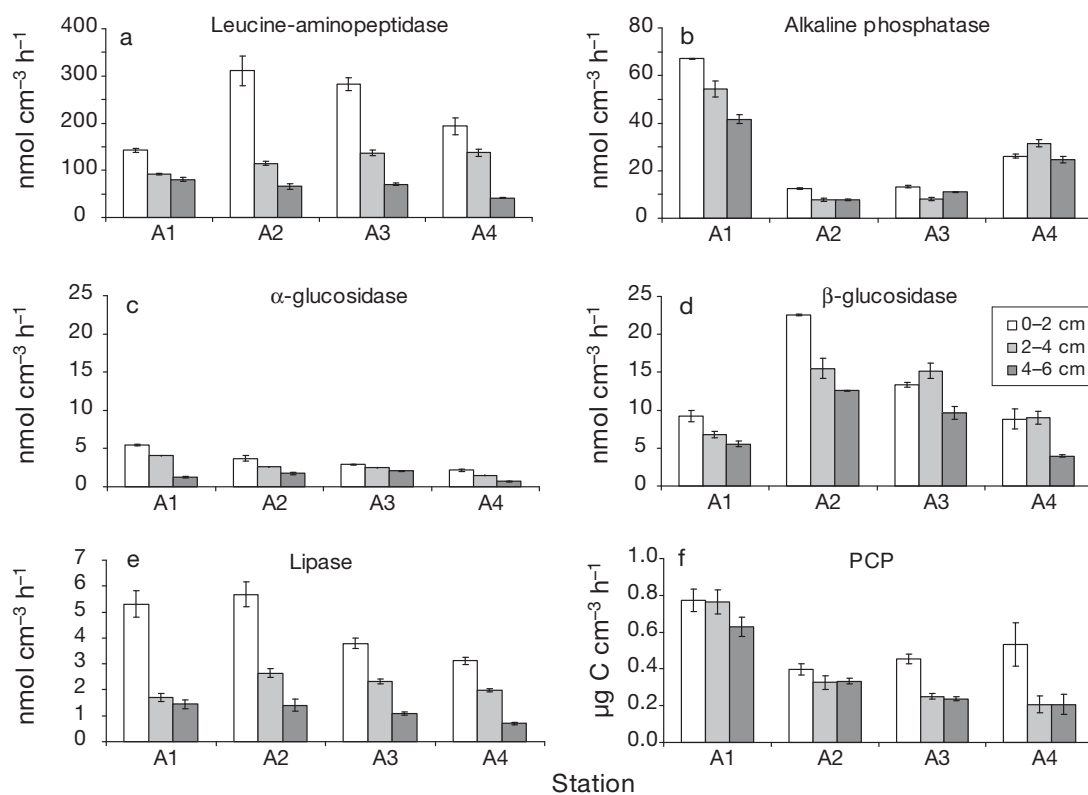 a
Leucine-aminopeptidase
nmol cm⁻³ h⁻¹
400
300
200
100
0
A1 A2 A3 A4
b
Alkaline phosphatase
nmol cm⁻³ h⁻¹
80
60
40
20
0
A1 A2 A3 A4
c
α-glucosidase
nmol cm⁻³ h⁻¹
25
20
15
10
5
0
A1 A2 A3 A4
d
β-glucosidase
nmol cm⁻³ h⁻¹
25
20
15
10
5
0
A1 A2 A3 A4
0–2 cm
2–4 cm
4–6 cm
e
Lipase
nmol cm⁻³ h⁻¹
7
6
5
4
3
2
1
0
A1 A2 A3 A4
f
PCP
µg C cm⁻³ h⁻¹
1.0
0.8
0.6
0.4
0.2
0.0
A1 A2 A3 A4
Station